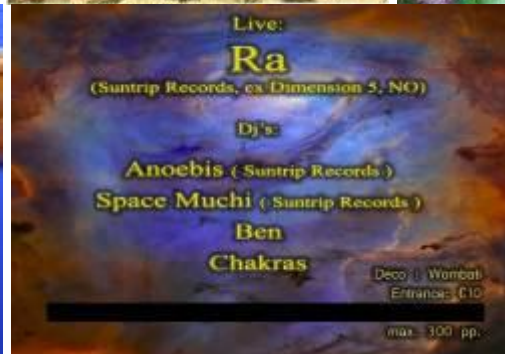 Live:
Ra
(Suntrip Records, ex Dimension 5, NO)
Dj's:
Anoebis ( Suntrip Records )
Space Muchi ( Suntrip Records )
Ben
Chakras
Deco : Wombati
Entrance: €10
max. 300 pp.